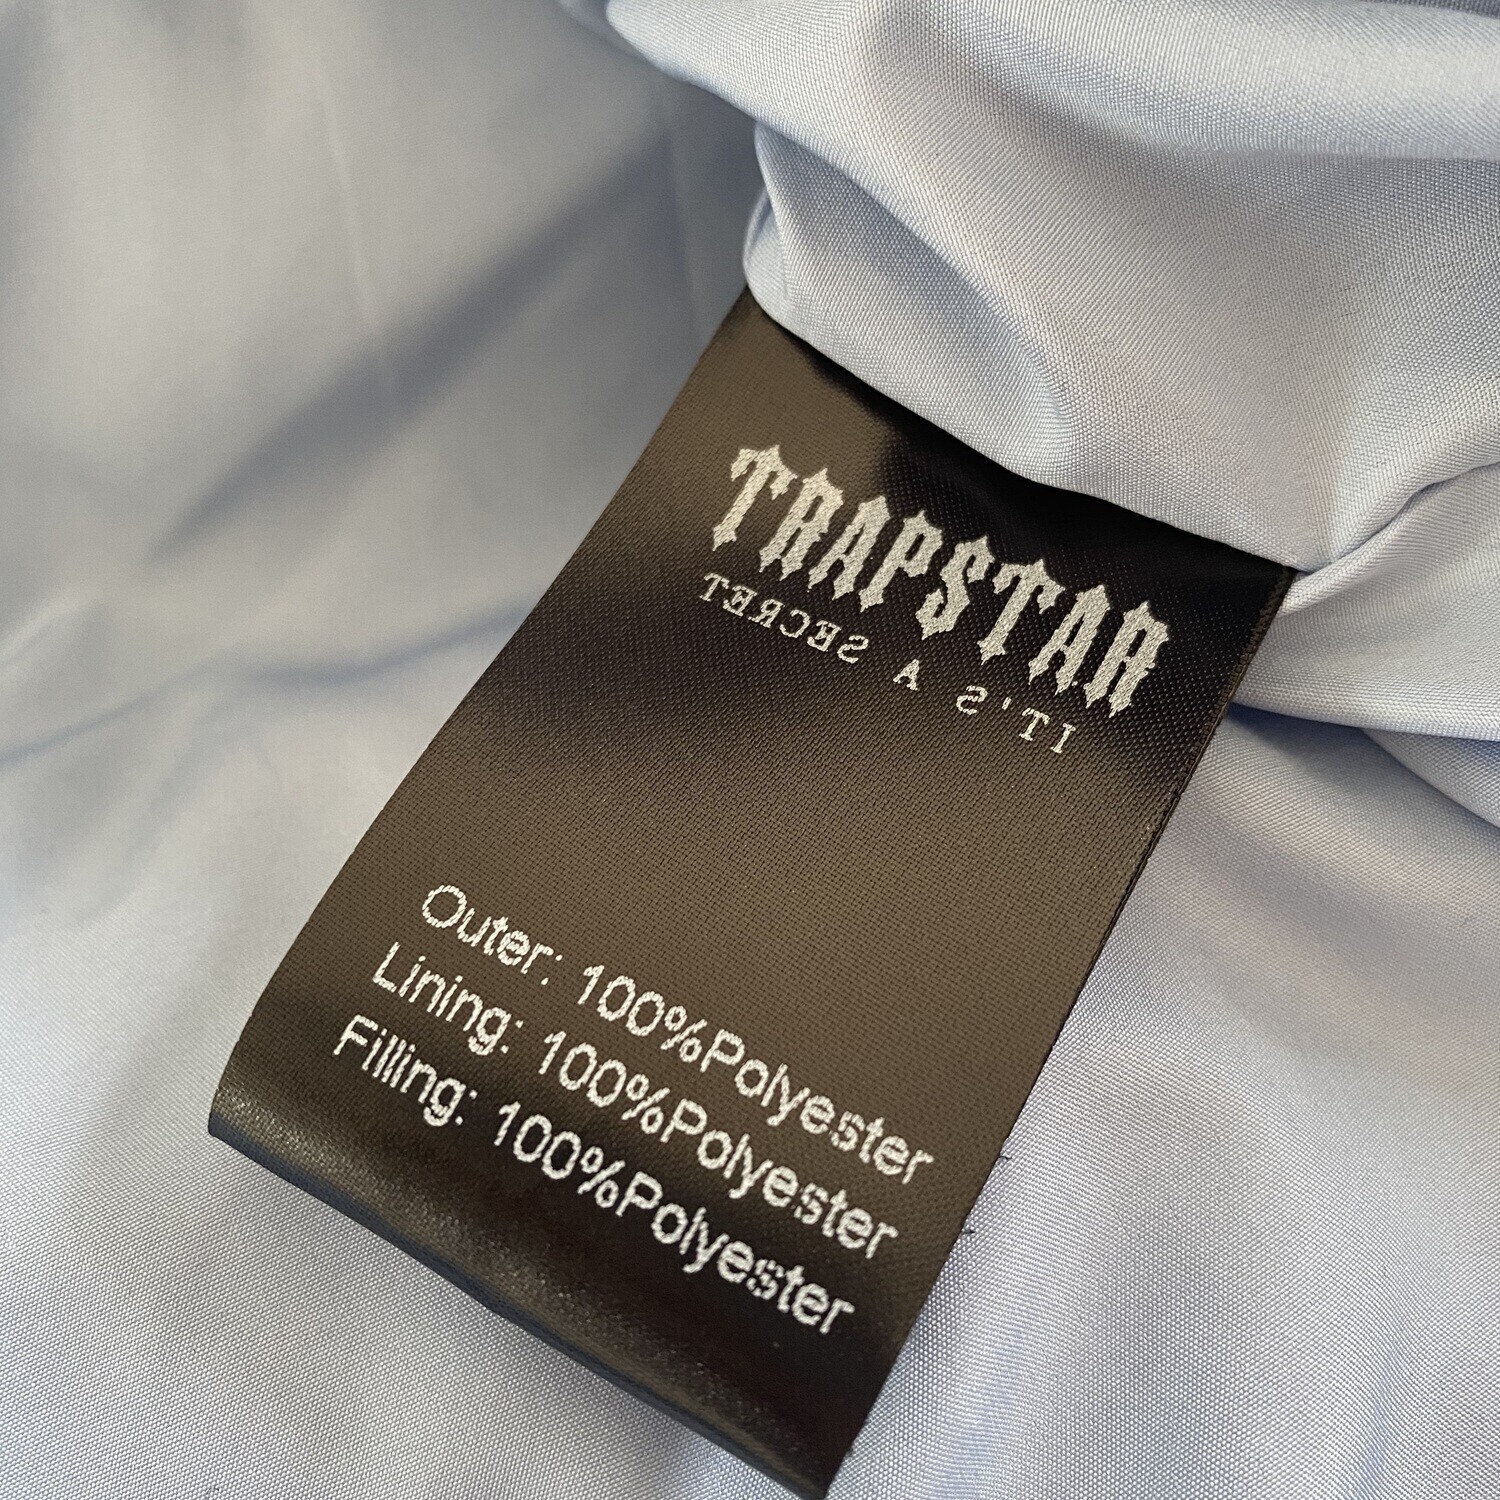 TRAPSTAR
IT'S A SECRET
Outer: 100%Polyester
Lining: 100%Polyester
Filling: 100%Polyester